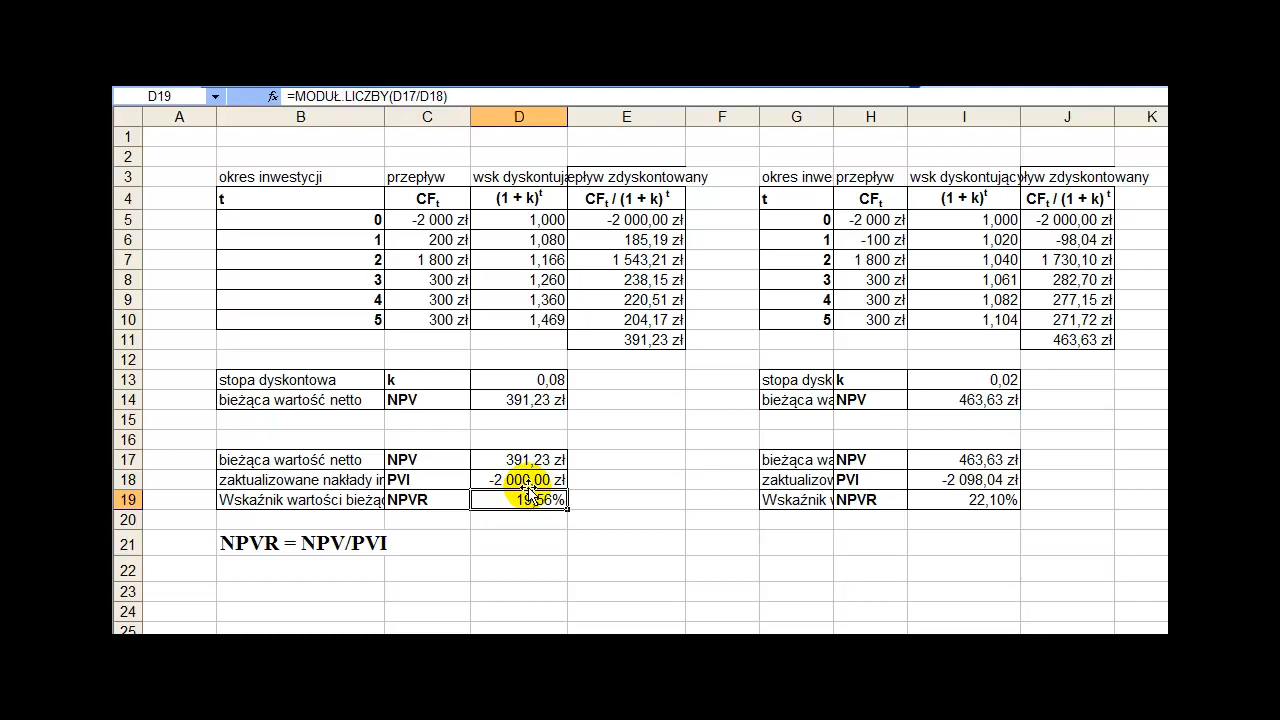 D19 fx =MODUŁ.LICZBY(D17/D18)
A B C D E F G H I J K
1
2
3 okres inwestycji przepływ wsk dyskontują epływ zdyskontowany okres inwe przepływ wsk dyskontujący pływ zdyskontowany
4 t CFt (1 + k)^t CFt / (1 + k)^t t CFt (1 + k)^t CFt / (1 + k)^t
5 0 -2 000 zł 1,000 -2 000,00 zł 0 -2 000 zł 1,000 -2 000,00 zł
6 1 200 zł 1,080 185,19 zł 1 -100 zł 1,020 -98,04 zł
7 2 1 800 zł 1,166 1 543,21 zł 2 1 800 zł 1,040 1 730,10 zł
8 3 300 zł 1,260 238,15 zł 3 300 zł 1,061 282,70 zł
9 4 300 zł 1,360 220,51 zł 4 300 zł 1,082 277,15 zł
10 5 300 zł 1,469 204,17 zł 5 300 zł 1,104 271,72 zł
11 391,23 zł 463,63 zł
12
13 stopa dyskontowa k 0,08 stopa dysk k 0,02
14 bieżąca wartość netto NPV 391,23 zł bieżąca wa NPV 463,63 zł
15
16
17 bieżąca wartość netto NPV 391,23 zł bieżąca wa NPV 463,63 zł
18 zaktualizowane nakłady in PVI -2 000,00 zł zaktualizow PVI -2 098,04 zł
19 Wskaźnik wartości bieżąc NPVR 19,56% Wskaźnik w NPVR 22,10%
20
21 NPVR = NPV/PVI
22
23
24
25